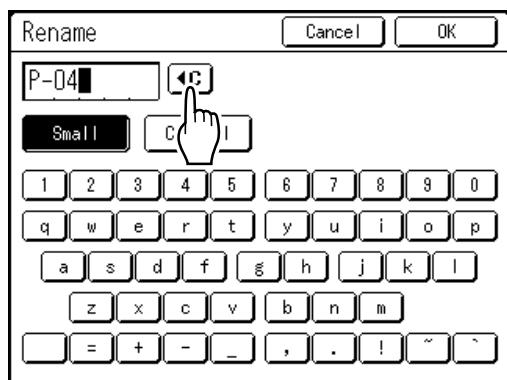 Rename Cancel OK
P-04 C
Small
1 2 3 4 5 6 7 8 9 0
q w e r t y u i o p
a s d f g h j k l
z x c v b n m
= + - _ , . ! ~ `